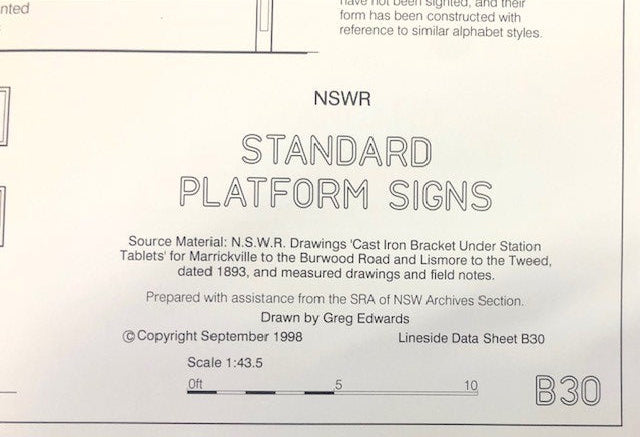 nted
have not been sighted, and their
form has been constructed with
reference to similar alphabet styles.
NSWR
STANDARD
PLATFORM SIGNS
Source Material: N.S.W.R. Drawings 'Cast Iron Bracket Under Station
Tablets' for Marrickville to the Burwood Road and Lismore to the Tweed,
dated 1893, and measured drawings and field notes.
Prepared with assistance from the SRA of NSW Archives Section.
Drawn by Greg Edwards
© Copyright September 1998 Lineside Data Sheet B30
Scale 1:43.5
0ft 5 10
B30